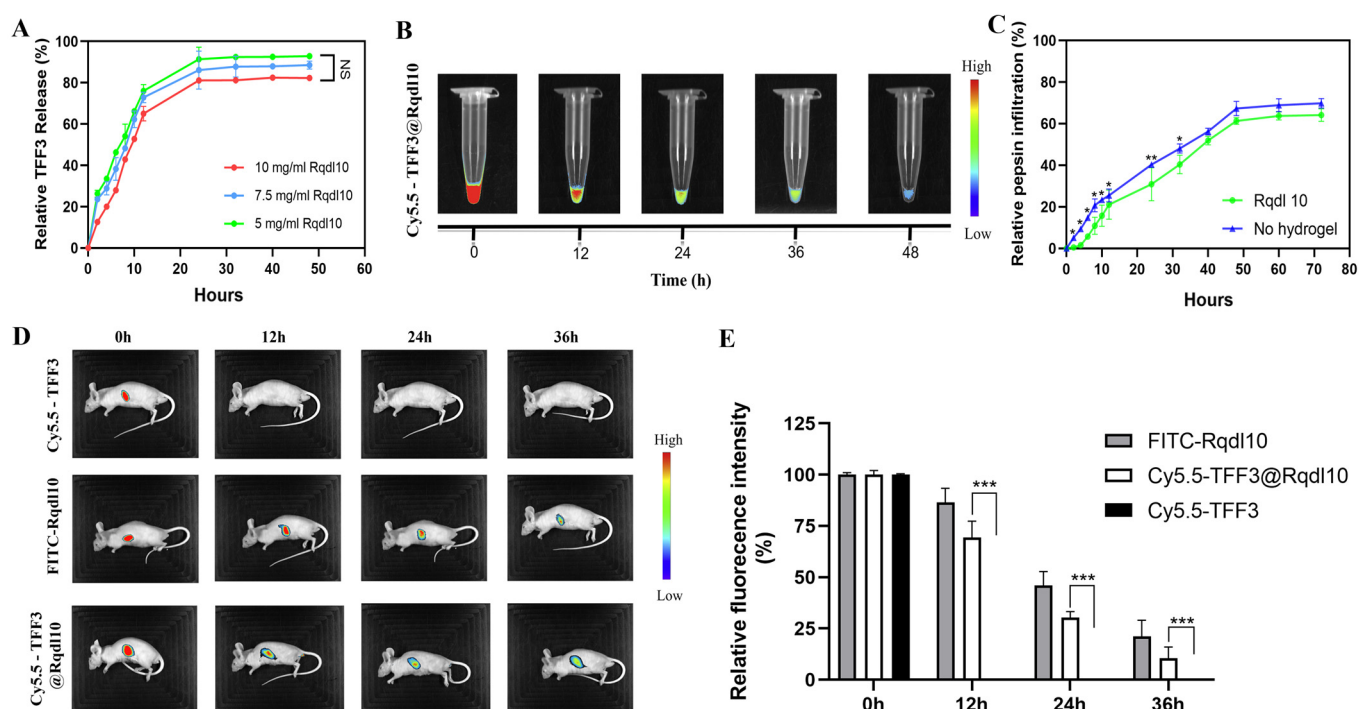 A
Relative TFF3 Release (%)
100
80
60
40
20
0
0 10 20 30 40 50 60
Hours
NS
10 mg/ml Rqdl10
7.5 mg/ml Rqdl10
5 mg/ml Rqdl10
B
Cy5.5 - TFF3@Rqdl10
High
Low
0 12 24 36 48
Time (h)
C
Relative pepsin infiltration (%)
100
80
60
40
20
0
0 10 20 30 40 50 60 70 80
Hours
* * * * * * ** *
Rqdl 10
No hydrogel
D
0h 12h 24h 36h
Cy5.5 - TFF3
FITC-Rqdl10
Cy5.5 - TFF3
@Rqdl10
High
Low
E
Relative fluorecence intensity
(%)
125
100
75
50
25
0
0h 12h 24h 36h
*** *** ***
FITC-Rqdl10
Cy5.5-TFF3@Rqdl10
Cy5.5-TFF3